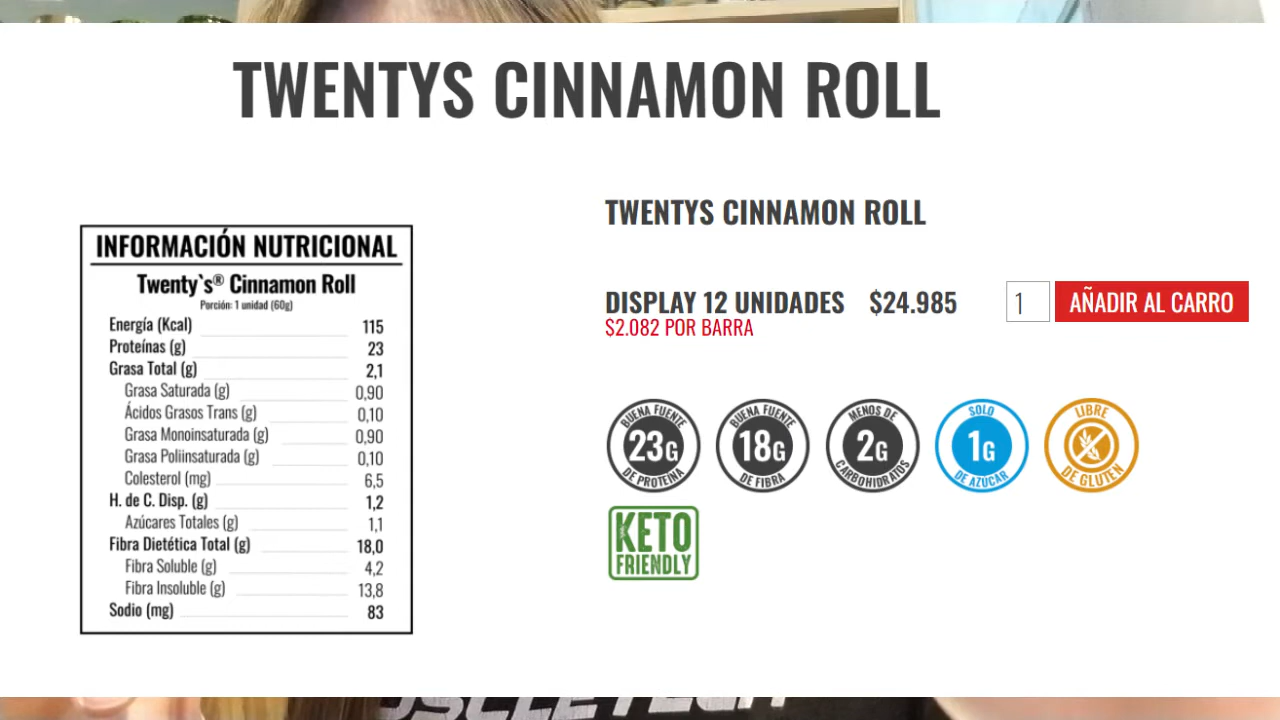 TWENTYS CINNAMON ROLL
INFORMACIÓN NUTRICIONAL
Twenty`s® Cinnamon Roll
Porción: 1 unidad (60g)
Energía (Kcal) 115
Proteínas (g) 23
Grasa Total (g) 2,1
Grasa Saturada (g) 0,90
Ácidos Grasos Trans (g) 0,10
Grasa Monoinsaturada (g) 0,90
Grasa Poliinsaturada (g) 0,10
Colesterol (mg) 6,5
H. de C. Disp. (g) 1,2
Azúcares Totales (g) 1,1
Fibra Dietética Total (g) 18,0
Fibra Soluble (g) 4,2
Fibra Insoluble (g) 13,8
Sodio (mg) 83
TWENTYS CINNAMON ROLL
DISPLAY 12 UNIDADES $24.985 1 AÑADIR AL CARRO
$2.082 POR BARRA
BUENA FUENTE
23G
DE PROTEÍNA
BUENA FUENTE
18G
DE FIBRA
MENOS DE
2G
CARBOHIDRATOS
SOLO
1G
DE AZÚCAR
LIBRE
DE GLUTEN
KETO
FRIENDLY